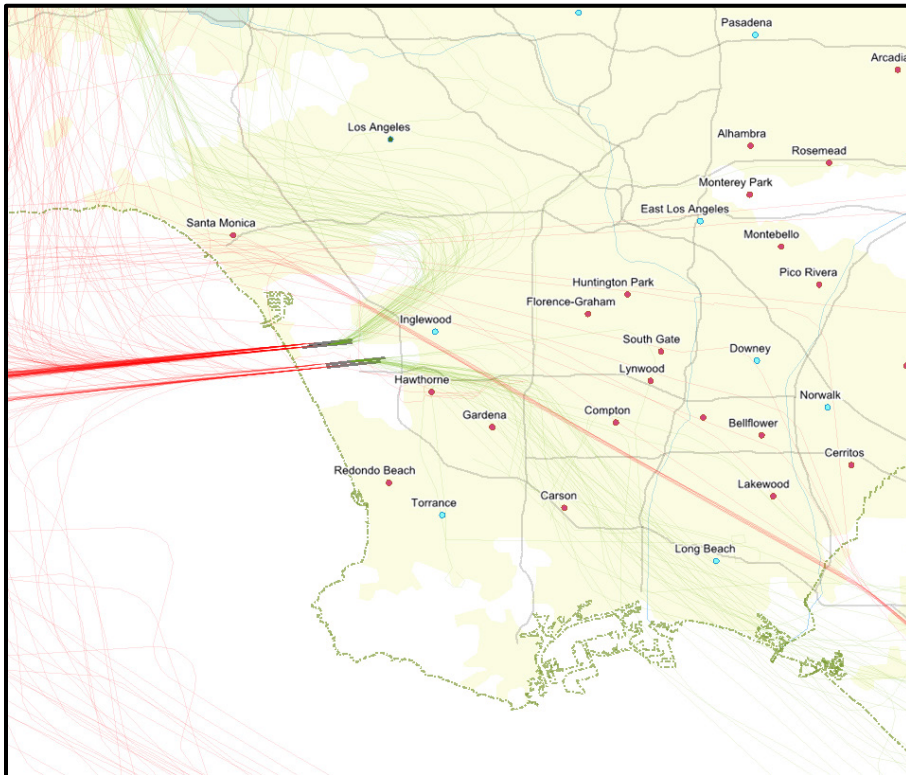 Pasadena
Arcadia
Los Angeles
Alhambra
Rosemead
Monterey Park
East Los Angeles
Santa Monica
Montebello
Pico Rivera
Huntington Park
Florence-Graham
Inglewood
South Gate
Downey
Lynwood
Hawthorne
Norwalk
Gardena
Compton
Bellflower
Cerritos
Redondo Beach
Lakewood
Torrance
Carson
Long Beach